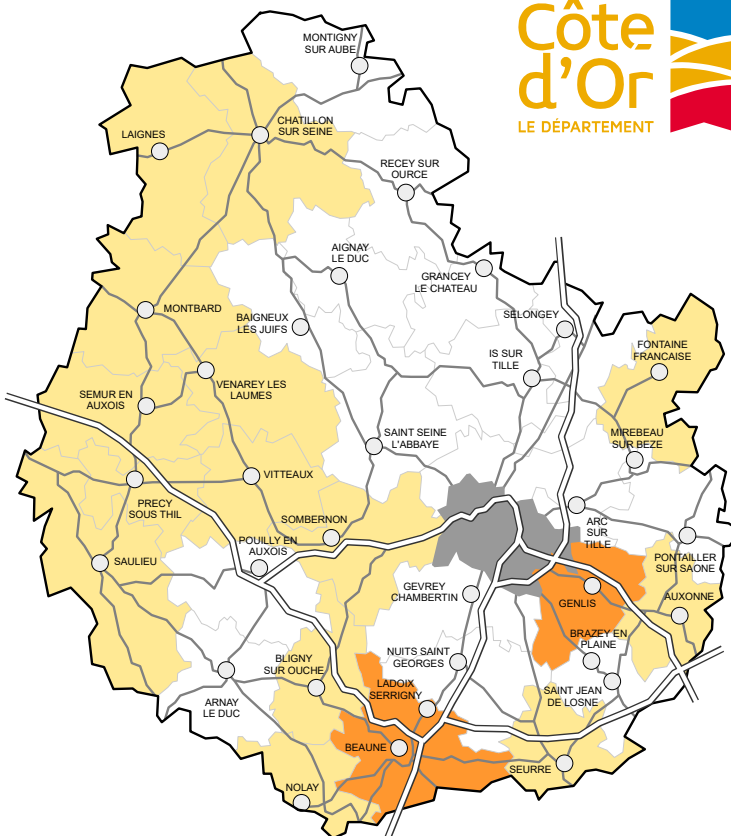 Côte
d'Or
LE DÉPARTEMENT
MONTIGNY
SUR AUBE
CHATILLON
SUR SEINE
LAIGNES
RECEY SUR
OURCE
AIGNAY
LE DUC
GRANCEY
LE CHATEAU
MONTBARD
BAIGNEUX
LES JUIFS
SELONGEY
IS SUR
TILLE
FONTAINE
FRANCAISE
VENAREY LES
LAUMES
SEMUR EN
AUXOIS
SAINT SEINE
L'ABBAYE
MIREBEAU
SUR BEZE
VITTEAUX
PRECY
SOUS THIL
SOMBERNON
ARC
SUR
TILLE
POUILLY EN
AUXOIS
SAULIEU
PONTAILLER
SUR SAONE
GEVREY
CHAMBERTIN
GENLIS
AUXONNE
BRAZEY EN
PLAINE
NUITS SAINT
GEORGES
BLIGNY
SUR OUCHE
LADOIX
SERRIGNY
SAINT JEAN
DE LOSNE
ARNAY
LE DUC
BEAUNE
SEURRE
NOLAY